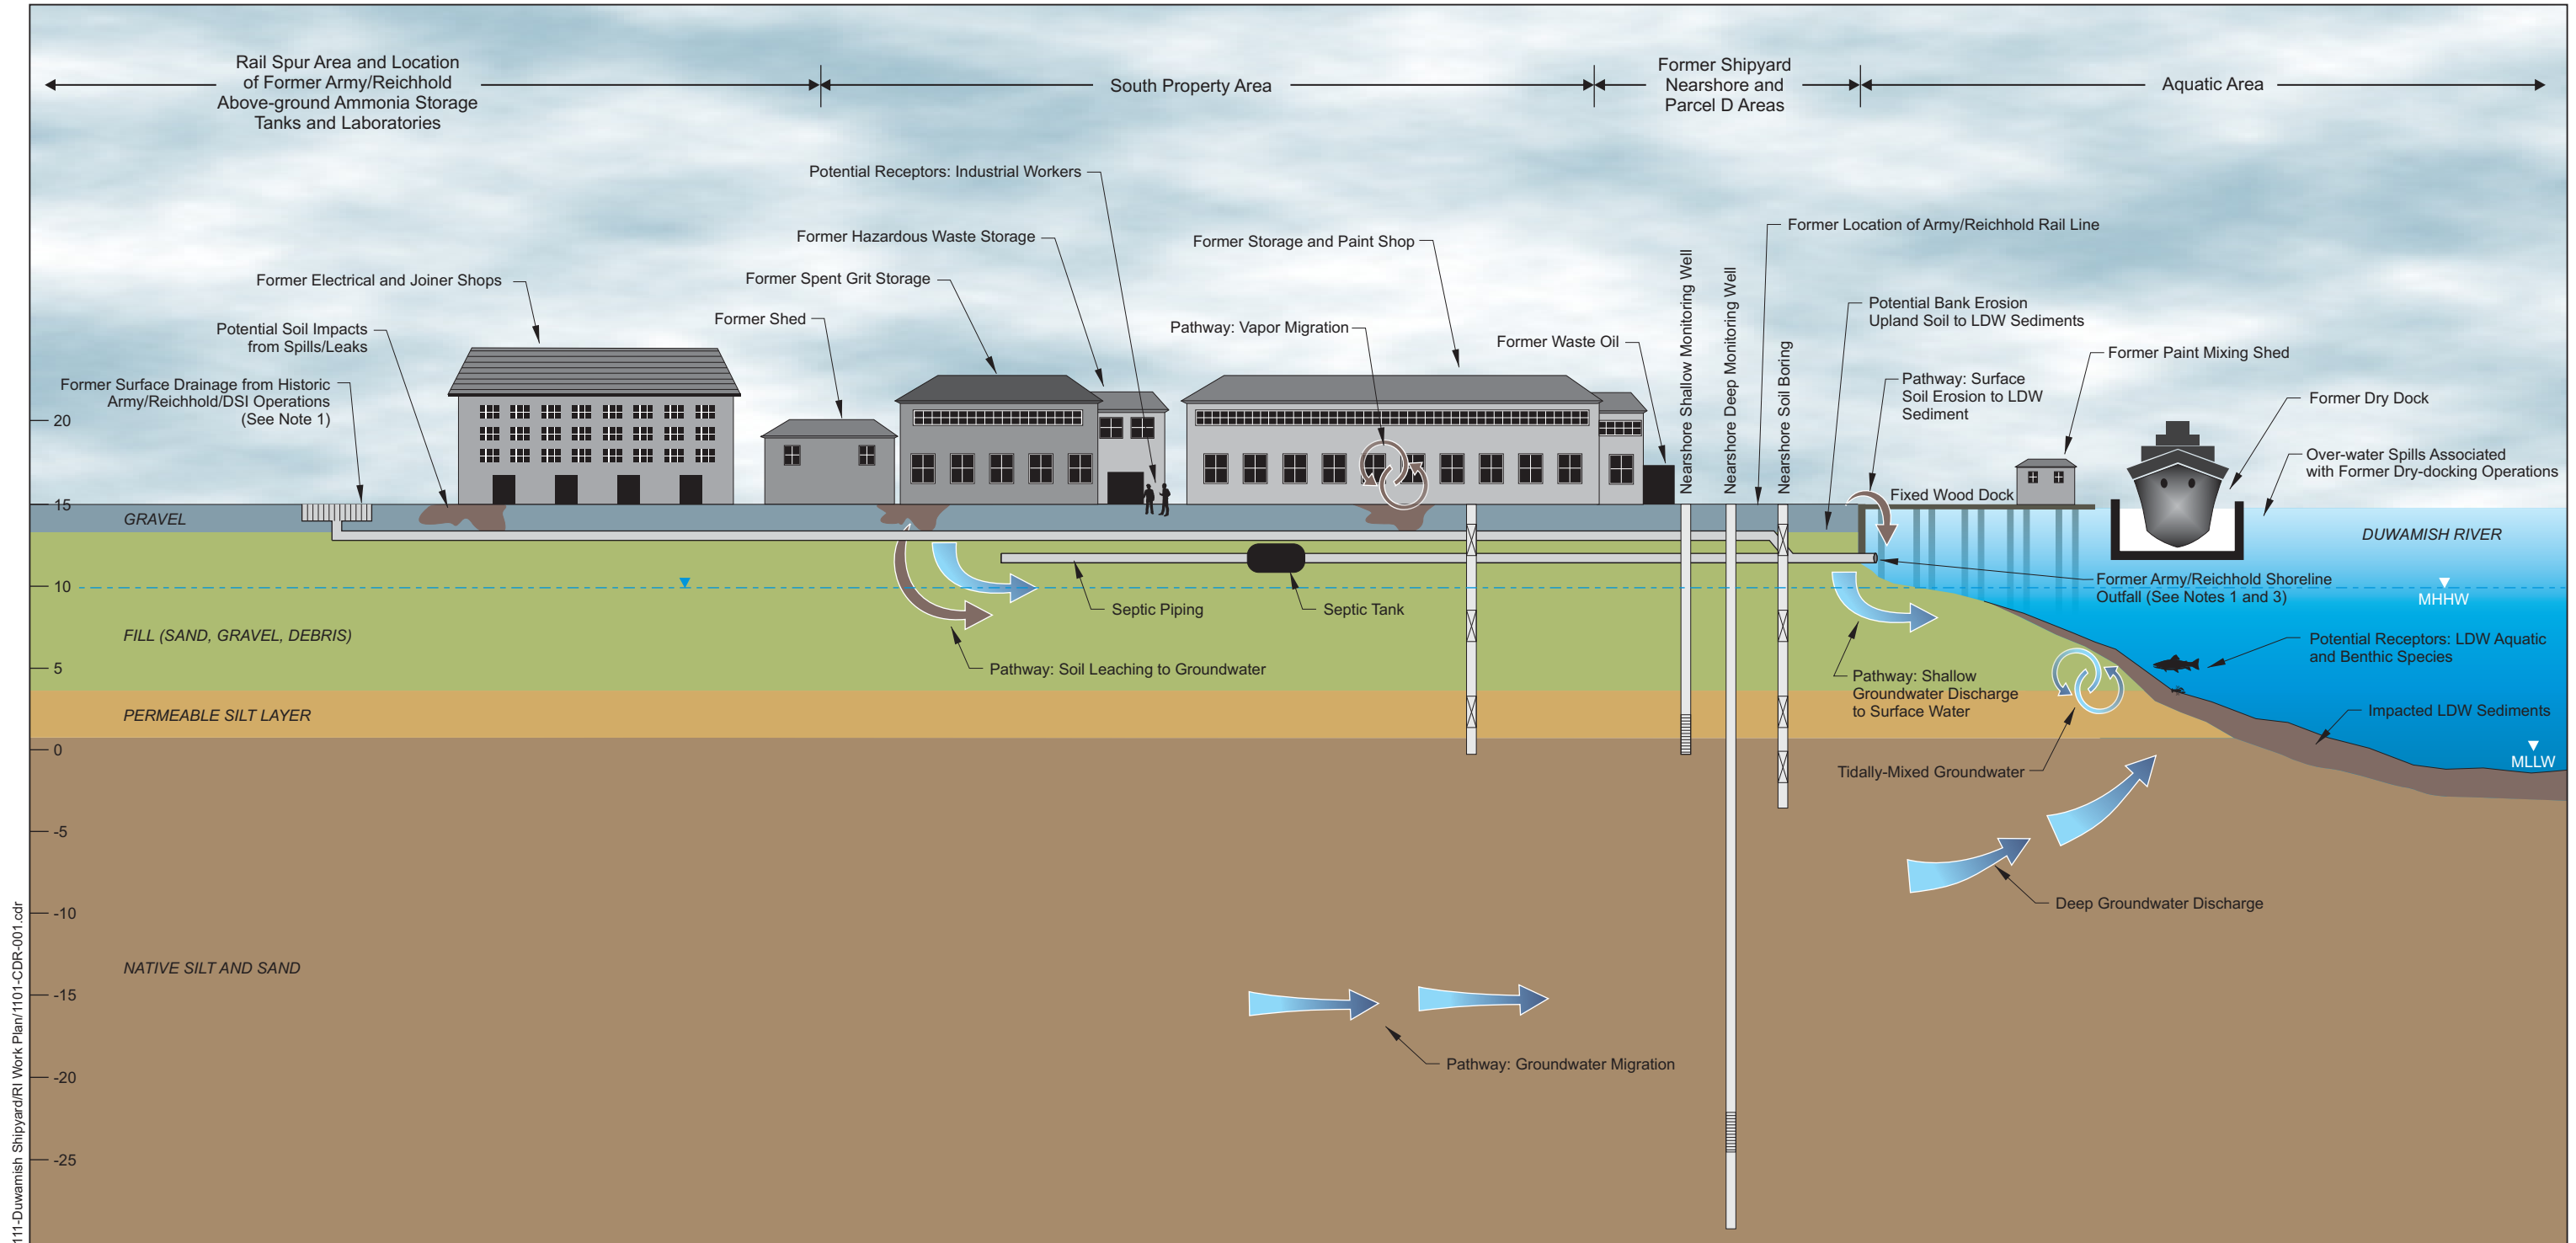 Rail Spur Area and Location
of Former Army/Reichhold
Above-ground Ammonia Storage
Tanks and Laboratories
South Property Area
Former Shipyard
Nearshore and
Parcel D Areas
Aquatic Area
Potential Receptors: Industrial Workers
Former Hazardous Waste Storage
Former Storage and Paint Shop
Former Location of Army/Reichhold Rail Line
Former Electrical and Joiner Shops
Former Spent Grit Storage
Former Shed
Potential Soil Impacts
from Spills/Leaks
Former Surface Drainage from Historic
Army/Reichhold/DSI Operations
(See Note 1)
Pathway: Vapor Migration
Former Waste Oil
Nearshore Shallow Monitoring Well
Nearshore Deep Monitoring Well
Nearshore Soil Boring
Potential Bank Erosion
Upland Soil to LDW Sediments
Pathway: Surface
Soil Erosion to LDW
Sediment
Former Paint Mixing Shed
Former Dry Dock
Over-water Spills Associated
with Former Dry-docking Operations
Fixed Wood Dock
20
15
GRAVEL
DUWAMISH RIVER
10
Former Army/Reichhold Shoreline
Outfall (See Notes 1 and 3)
MHHW
Septic Piping
Septic Tank
FILL (SAND, GRAVEL, DEBRIS)
Potential Receptors: LDW Aquatic
and Benthic Species
5
Pathway: Soil Leaching to Groundwater
Pathway: Shallow
Groundwater Discharge
to Surface Water
PERMEABLE SILT LAYER
Impacted LDW Sediments
0
MLLW
Tidally-Mixed Groundwater
-5
Deep Groundwater Discharge
-10
NATIVE SILT AND SAND
-15
Pathway: Groundwater Migration
-20
-25
111-Duwamish Shipyard/RI Work Plan/1101-CDR-001.cdr